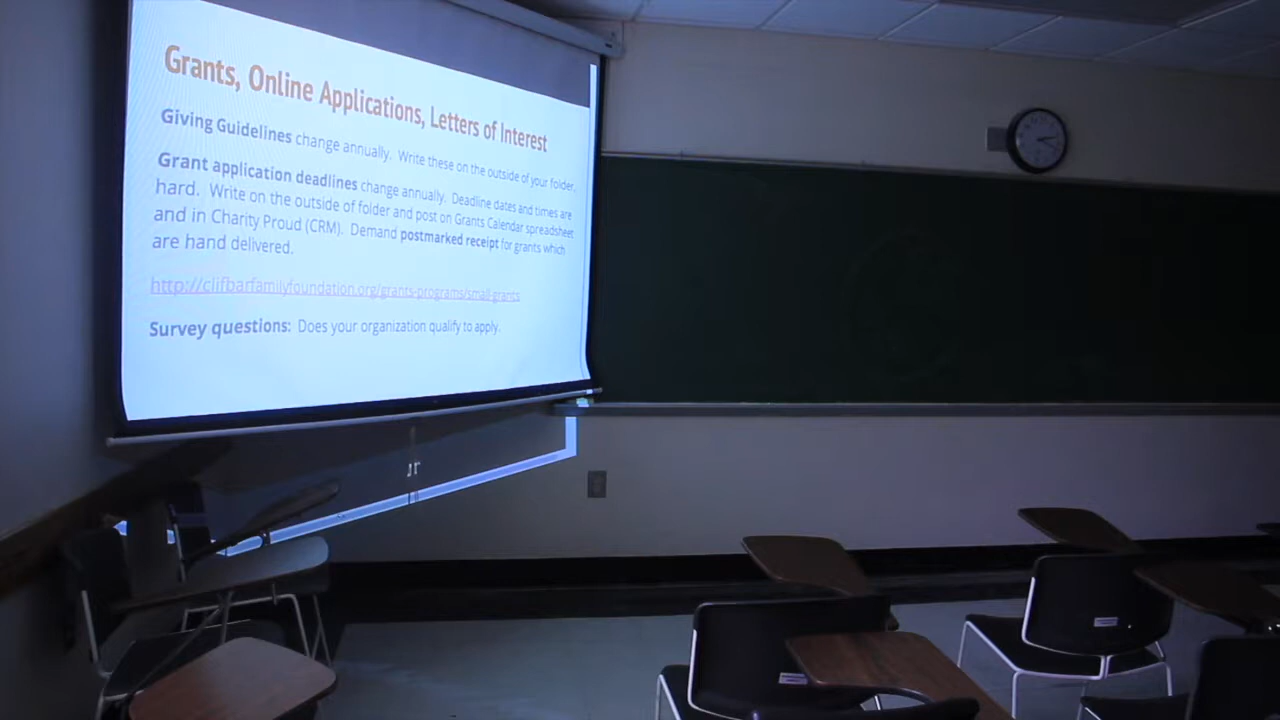 Grants, Online Applications, Letters of Interest
Giving Guidelines change annually. Write these on the outside of your folder.
Grant application deadlines change annually. Deadline dates and times are
hard. Write on the outside of folder and post on Grants Calendar spreadsheet
and in Charity Proud (CRM). Demand postmarked receipt for grants which
are hand delivered.
http://clifbarfamilyfoundation.org/grants-programs/small-grants
Survey questions: Does your organization qualify to apply.